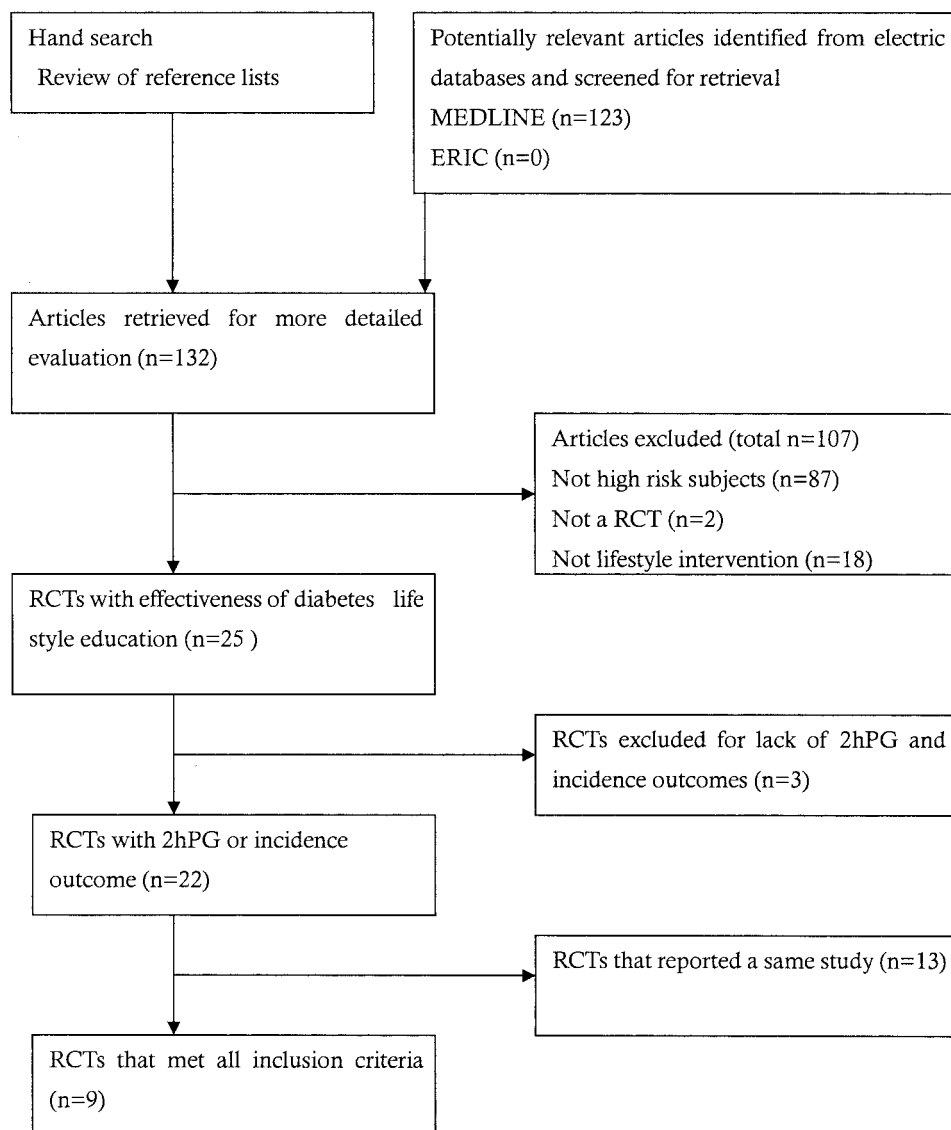 Hand search
Review of reference lists
Potentially relevant articles identified from electric
databases and screened for retrieval
MEDLINE (n=123)
ERIC (n=0)
Articles retrieved for more detailed
evaluation (n=132)
Articles excluded (total n=107)
Not high risk subjects (n=87)
Not a RCT (n=2)
Not lifestyle intervention (n=18)
RCTs with effectiveness of diabetes life
style education (n=25 )
RCTs excluded for lack of 2hPG and
incidence outcomes (n=3)
RCTs with 2hPG or incidence
outcome (n=22)
RCTs that reported a same study (n=13)
RCTs that met all inclusion criteria
(n=9)